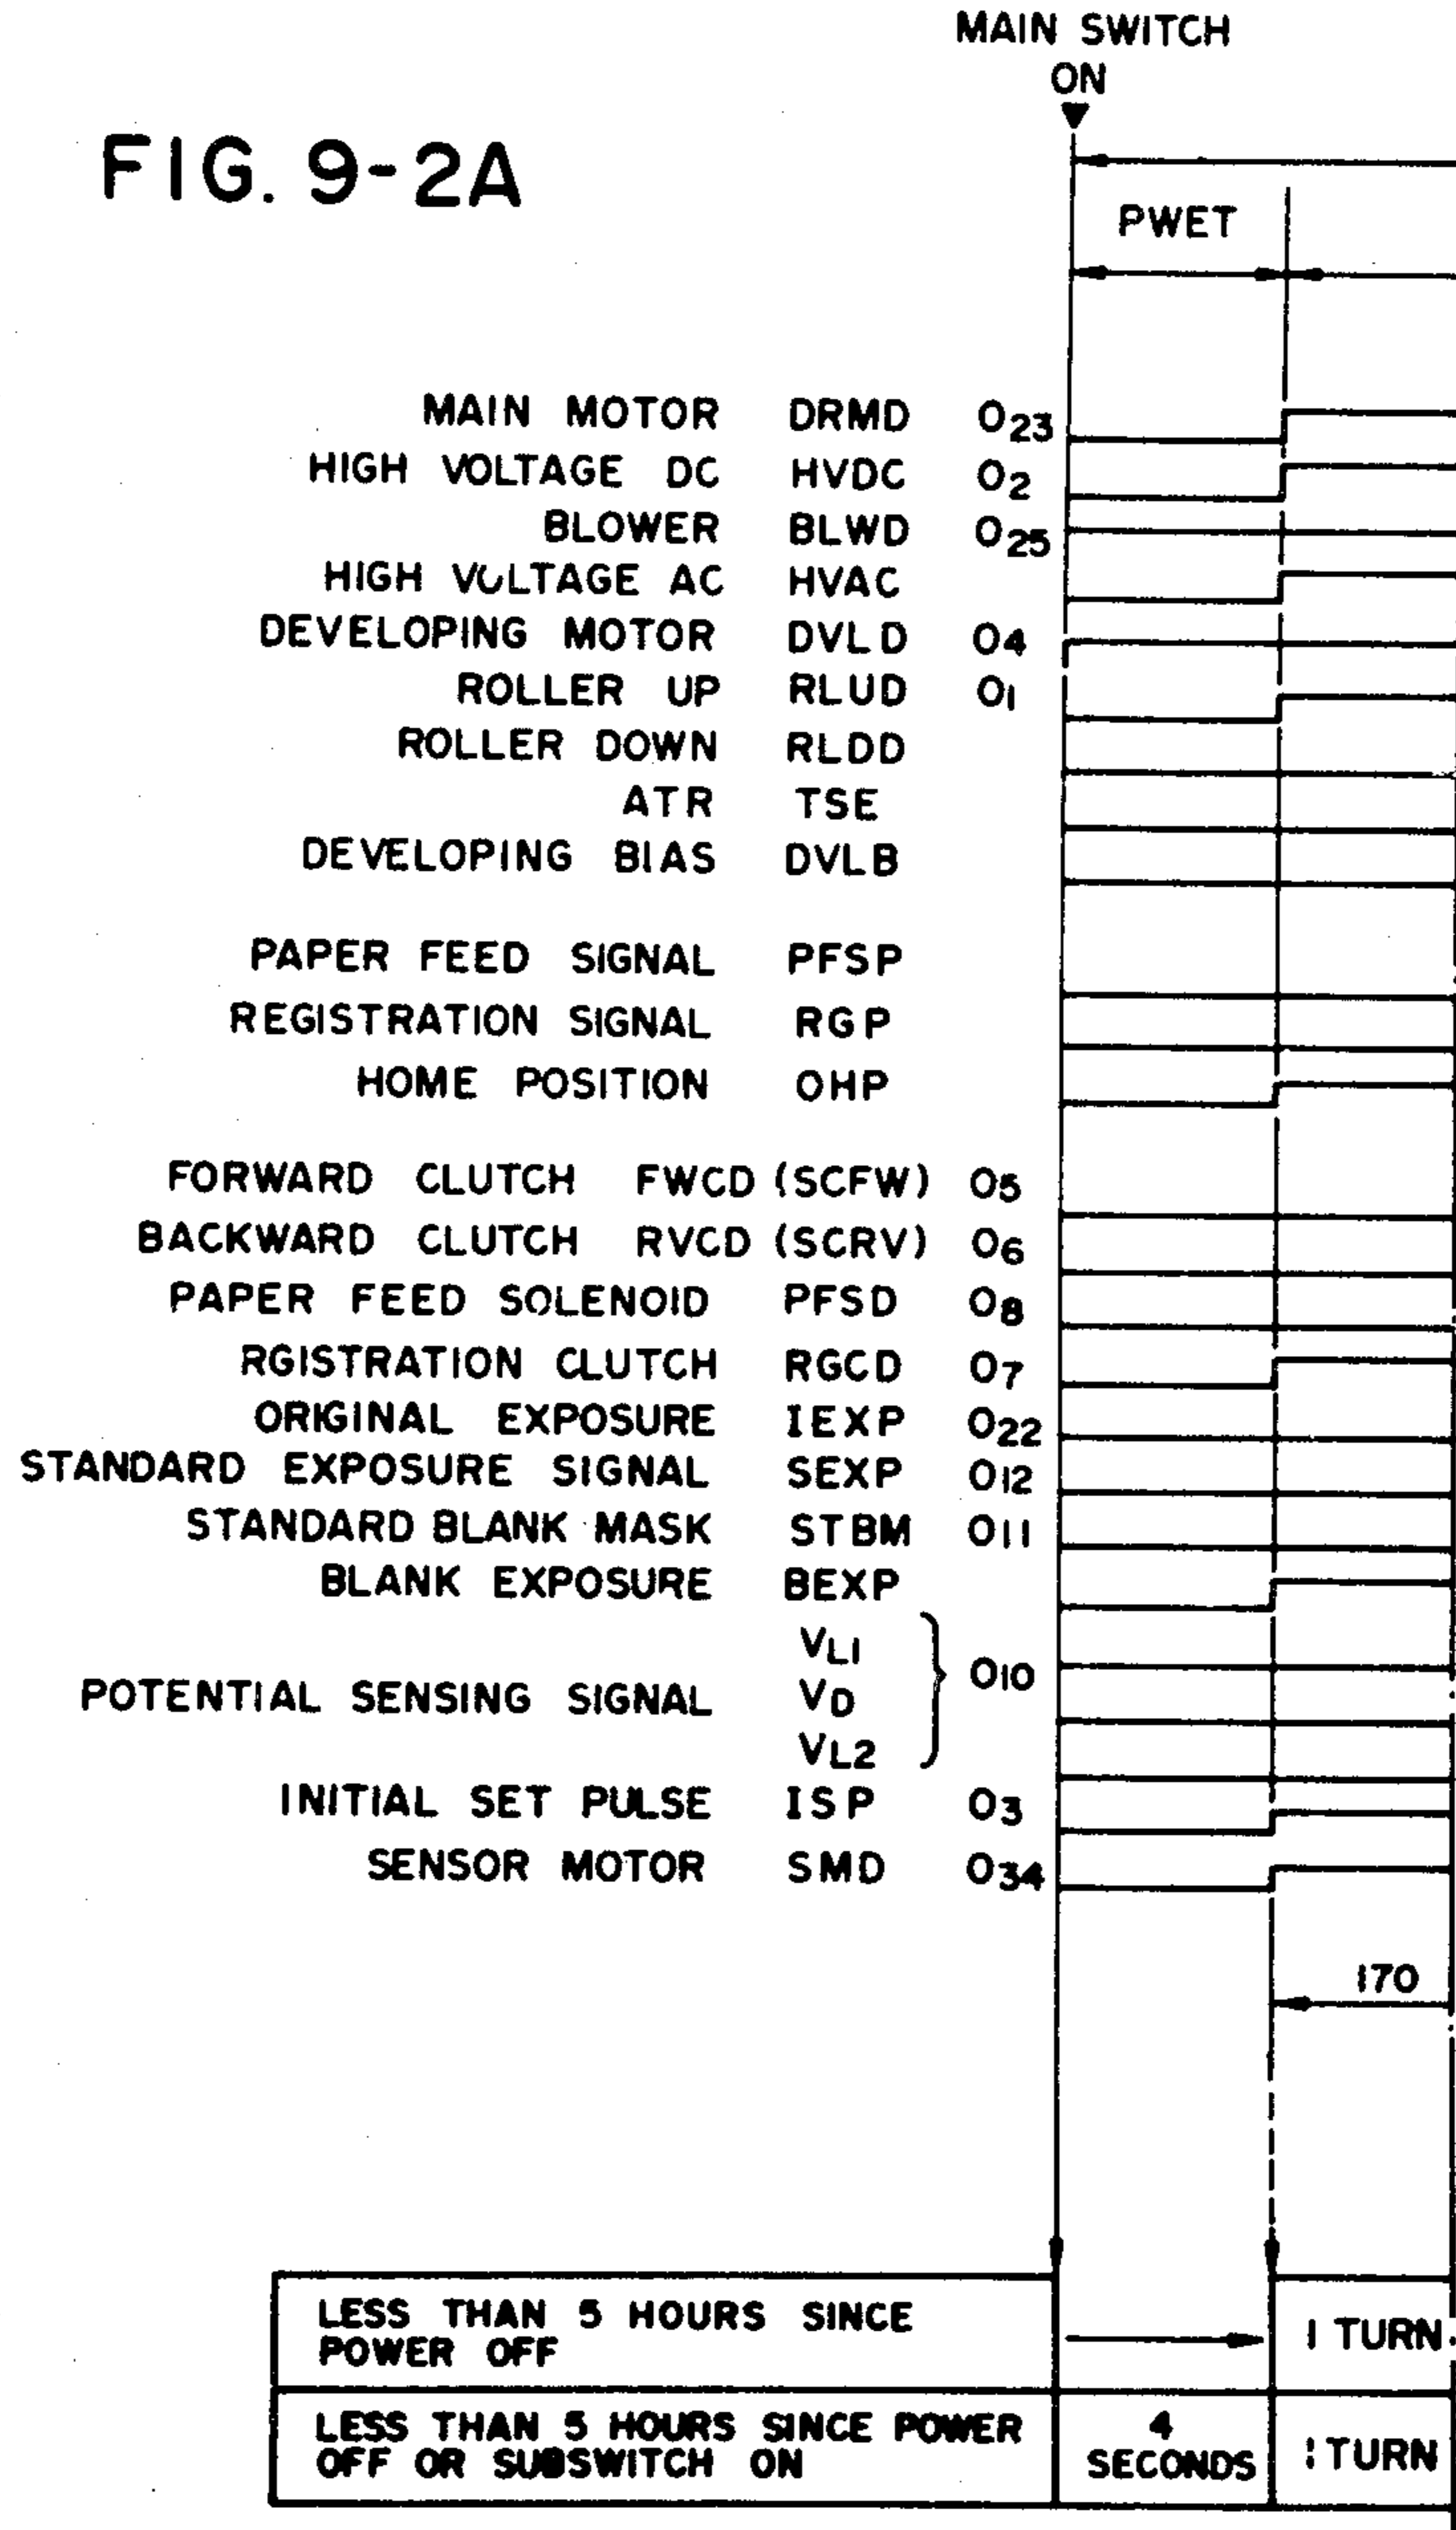 MAIN SWITCH
ON
FIG. 9-2A
PWET
MAIN MOTOR DRMD O23
HIGH VOLTAGE DC HVDC O2
BLOWER BLWD O25
HIGH VOLTAGE AC HVAC
DEVELOPING MOTOR DVLD O4
ROLLER UP RLUD O1
ROLLER DOWN RLDD
ATR TSE
DEVELOPING BIAS DVLB
PAPER FEED SIGNAL PFSP
REGISTRATION SIGNAL RGP
HOME POSITION OHP
FORWARD CLUTCH FWCD (SCFW) O5
BACKWARD CLUTCH RVCD (SCRV) O6
PAPER FEED SOLENOID PFSD O8
RGISTRATION CLUTCH RGCD O7
ORIGINAL EXPOSURE IEXP O22
STANDARD EXPOSURE SIGNAL SEXP O12
STANDARD BLANK MASK STBM O11
BLANK EXPOSURE BEXP
VL1
POTENTIAL SENSING SIGNAL VD O10
VL2
INITIAL SET PULSE ISP O3
SENSOR MOTOR SMD O34
170
LESS THAN 5 HOURS SINCE
POWER OFF
1 TURN
LESS THAN 5 HOURS SINCE POWER
OFF OR SUBSWITCH ON
4
SECONDS
1 TURN